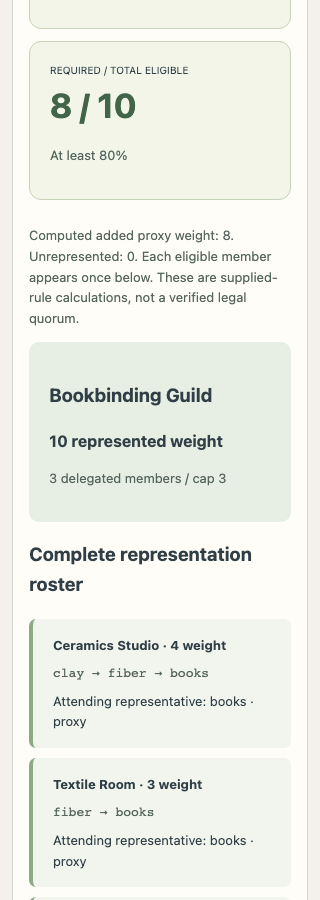 REQUIRED / TOTAL ELIGIBLE
8 / 10
At least 80%
Computed added proxy weight: 8.
Unrepresented: 0. Each eligible member
appears once below. These are supplied-
rule calculations, not a verified legal
quorum.
Bookbinding Guild
10 represented weight
3 delegated members / cap 3
Complete representation
roster
Ceramics Studio · 4 weight
clay → fiber → books
Attending representative: books ·
proxy
Textile Room · 3 weight
fiber → books
Attending representative: books ·
proxy